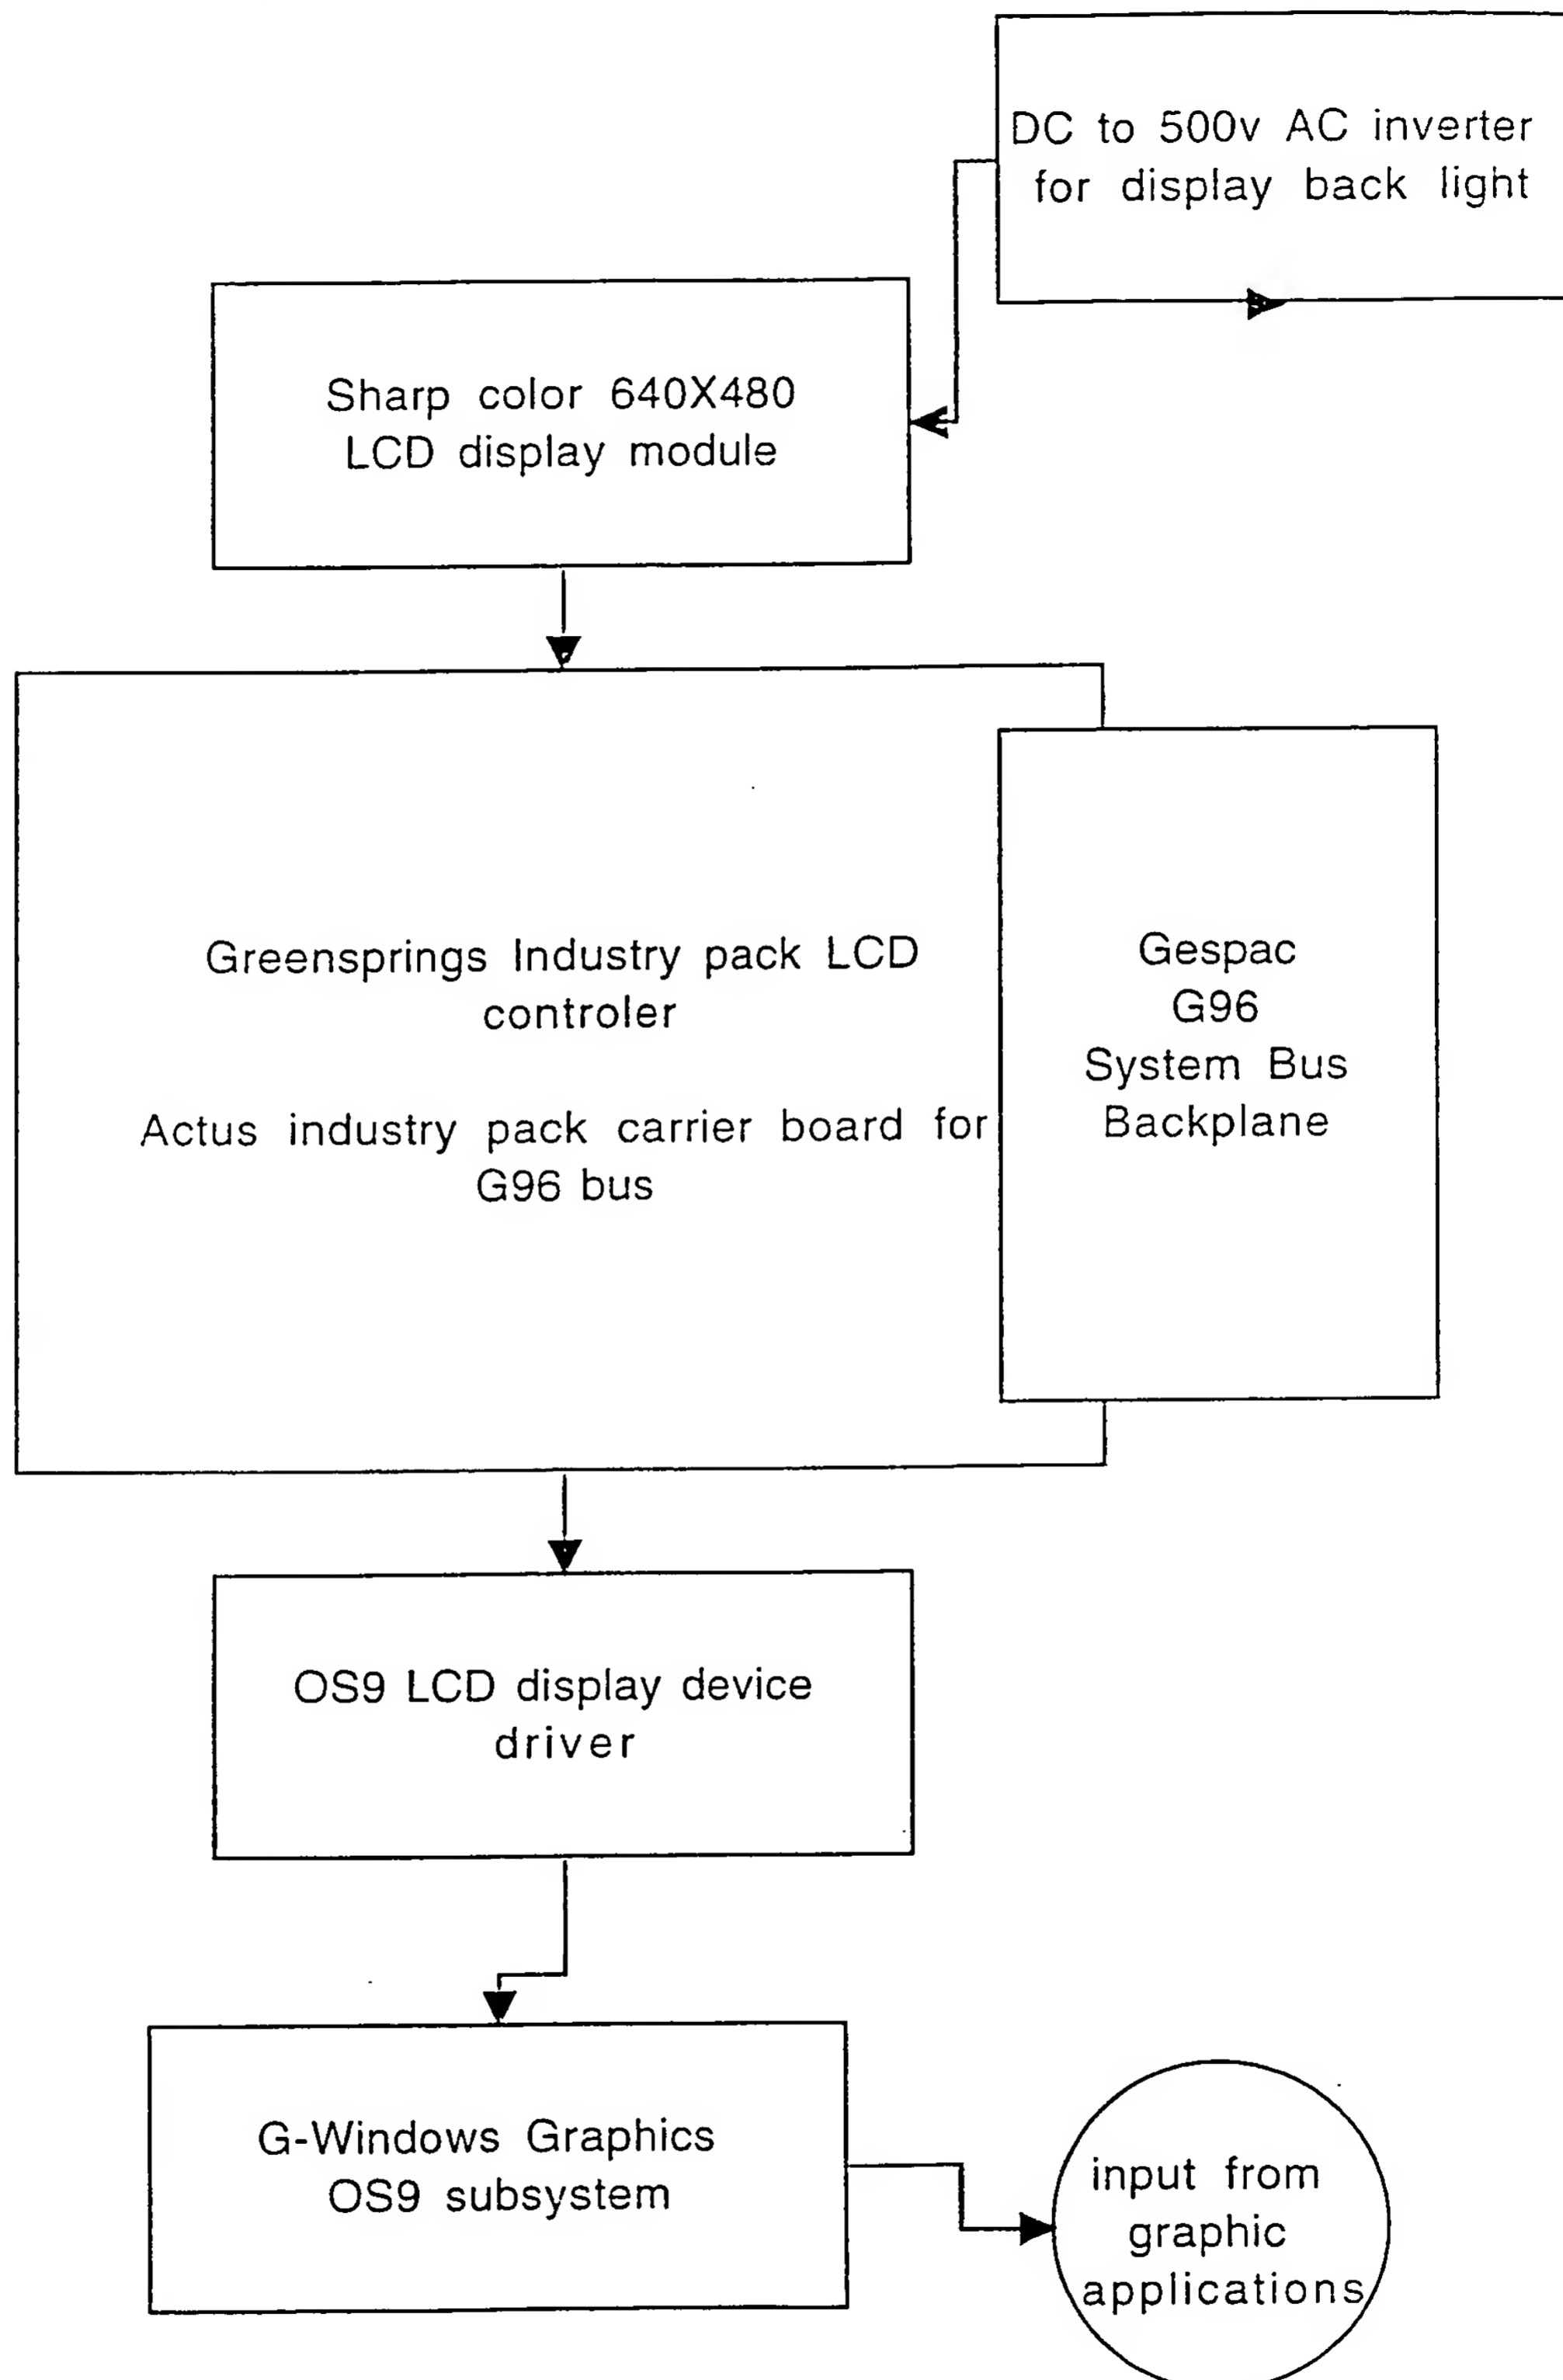 DC to 500v AC inverter
for display back light
Sharp color 640X480
LCD display module
Greensprings Industry pack LCD
controler
Actus industry pack carrier board for
G96 bus
Gespac
G96
System Bus
Backplane
OS9 LCD display device
driver
G-Windows Graphics
OS9 subsystem
input from
graphic
applications